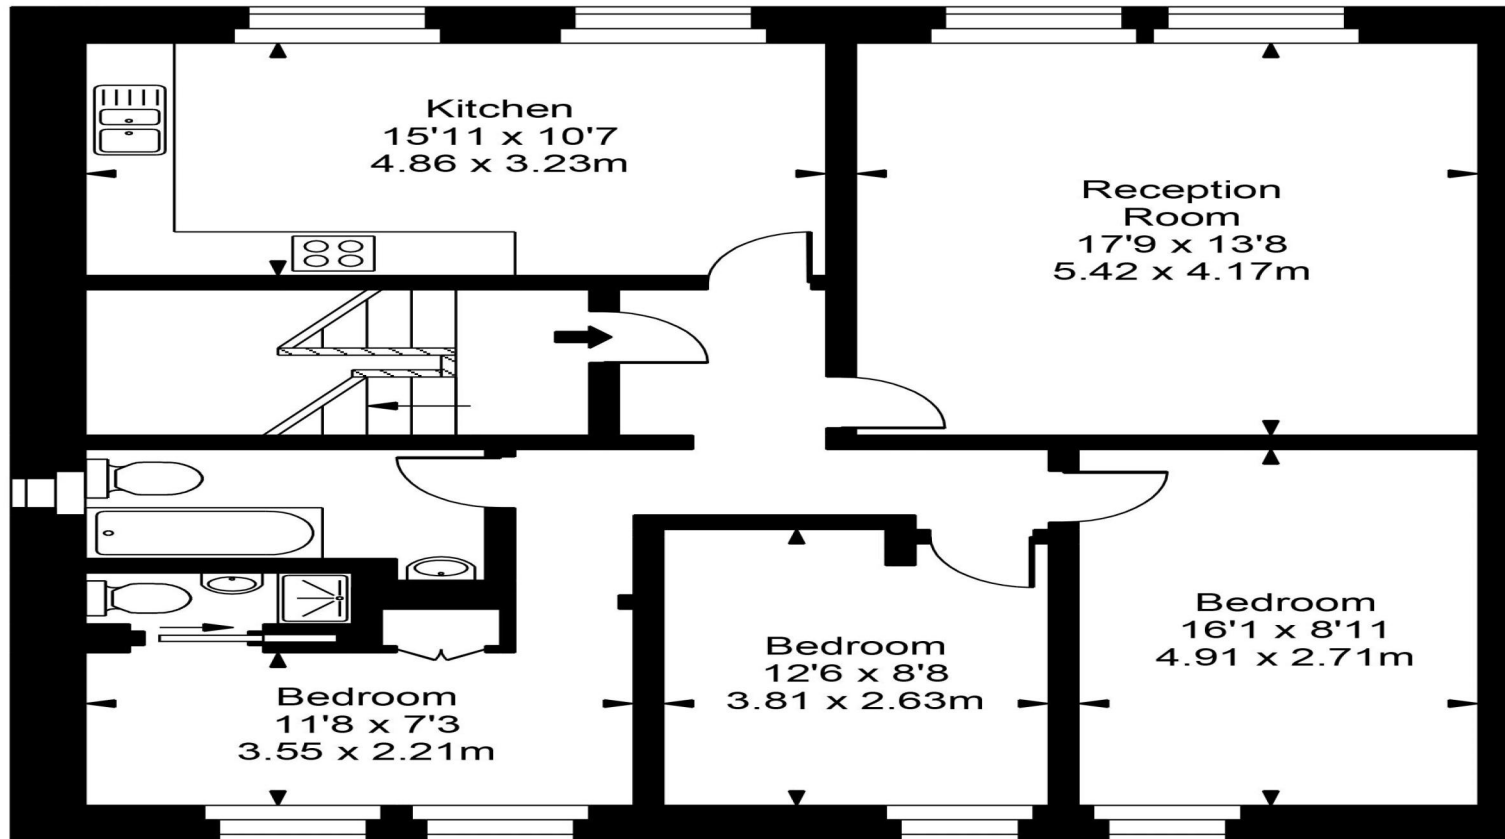 Kitchen
15'11 x 10'7
4.86 x 3.23m
Reception
Room
17'9 x 13'8
5.42 x 4.17m
Bedroom
11'8 x 7'3
3.55 x 2.21m
Bedroom
12'6 x 8'8
3.81 x 2.63m
Bedroom
16'1 x 8'11
4.91 x 2.71m